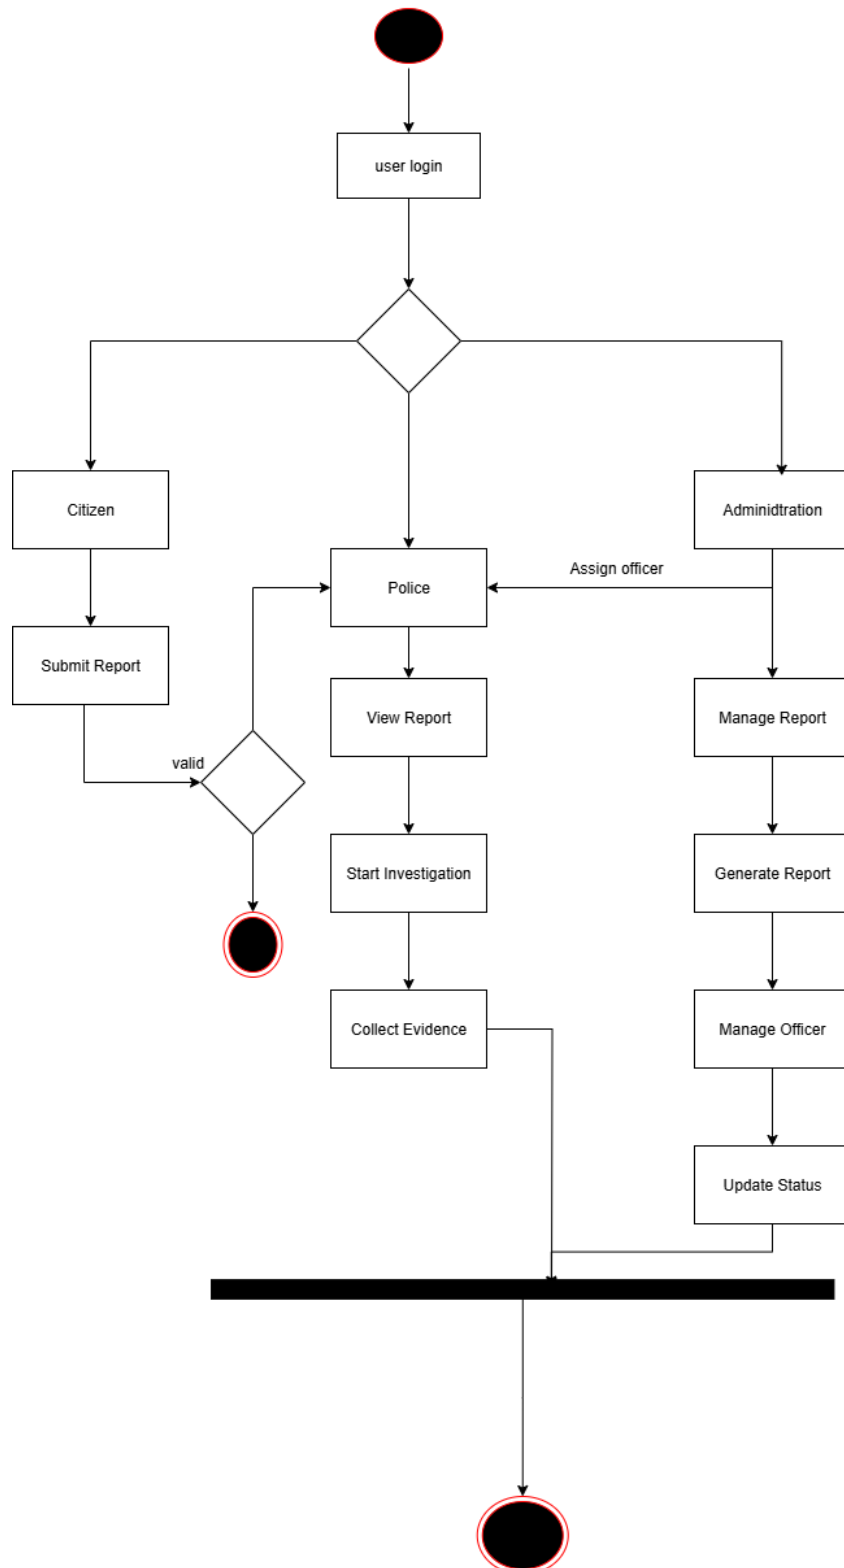 user login
Citizen
Adminidtration
Assign officer
Police
Submit Report
View Report
Manage Report
valid
Start Investigation
Generate Report
Collect Evidence
Manage Officer
Update Status